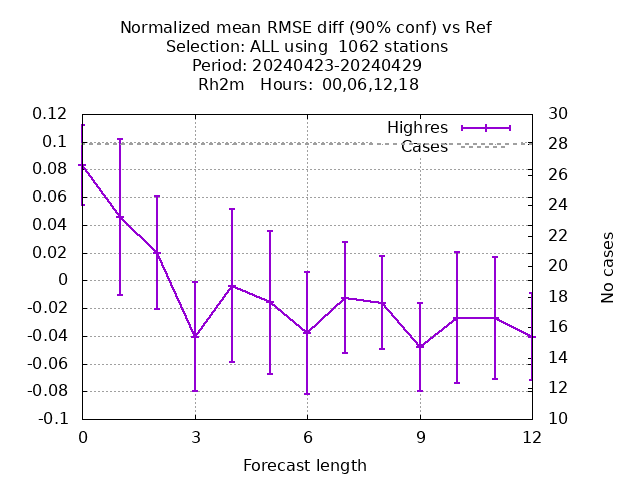 Normalized mean RMSE diff (90% conf) vs Ref
Selection: ALL using  1062 stations
Period: 20240423-20240429
Rh2m   Hours:  00,06,12,18
Highres
Cases
0.12
0.1
0.08
0.06
0.04
0.02
0
-0.02
-0.04
-0.06
-0.08
-0.1
30
28
26
24
22
20
18
16
14
12
10
No cases
0 3 6 9 12
Forecast length